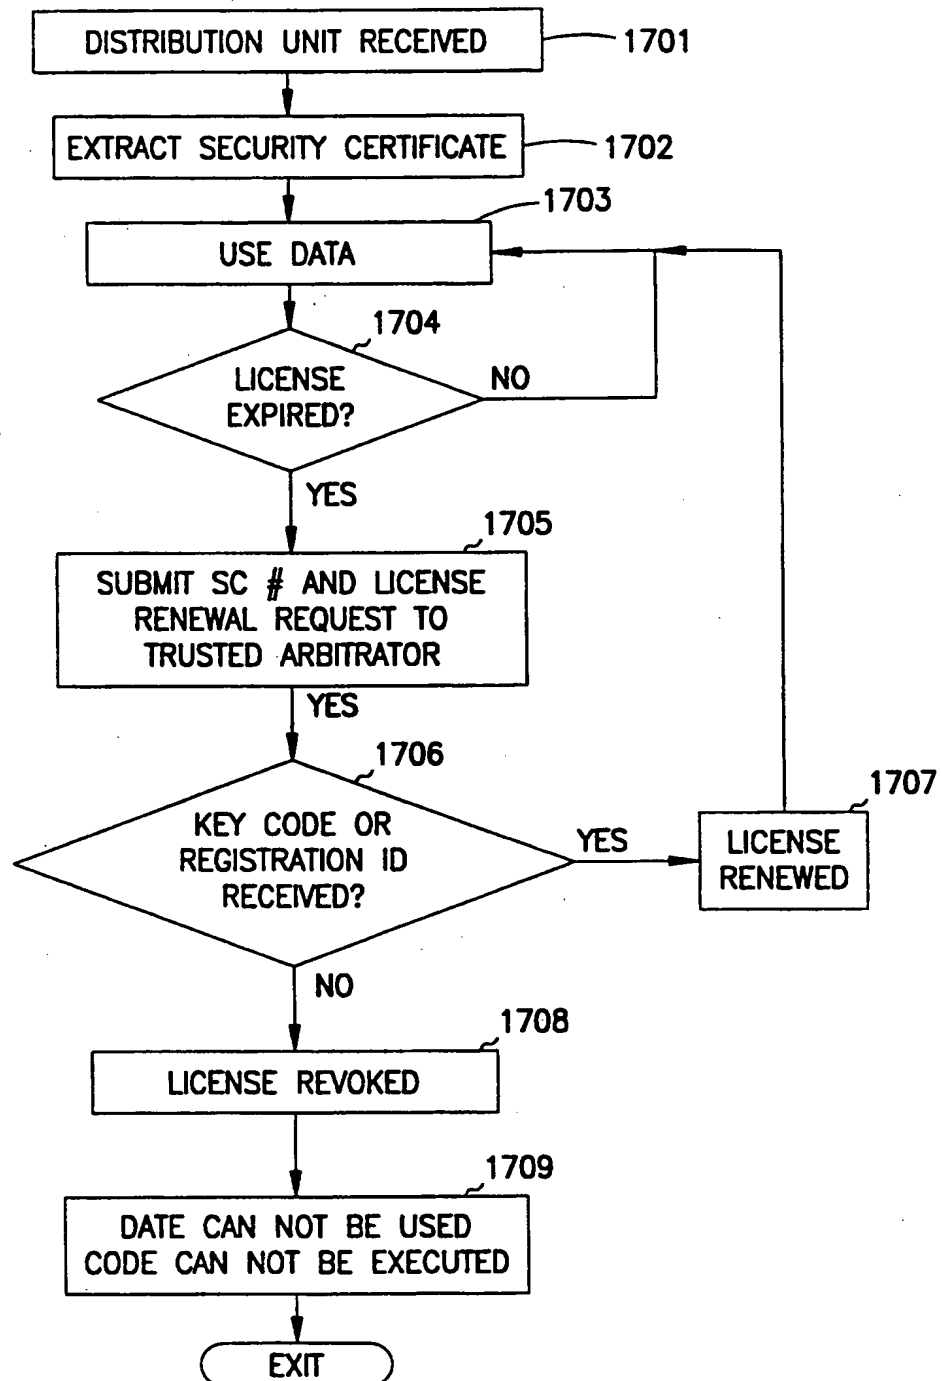 DISTRIBUTION UNIT RECEIVED
1701
EXTRACT SECURITY CERTIFICATE
1702
1703
USE DATA
1704
LICENSE
EXPIRED?
NO
YES
1705
SUBMIT SC # AND LICENSE
RENEWAL REQUEST TO
TRUSTED ARBITRATOR
YES
1706
KEY CODE OR
REGISTRATION ID
RECEIVED?
YES
1707
LICENSE
RENEWED
NO
1708
LICENSE REVOKED
1709
DATE CAN NOT BE USED
CODE CAN NOT BE EXECUTED
EXIT